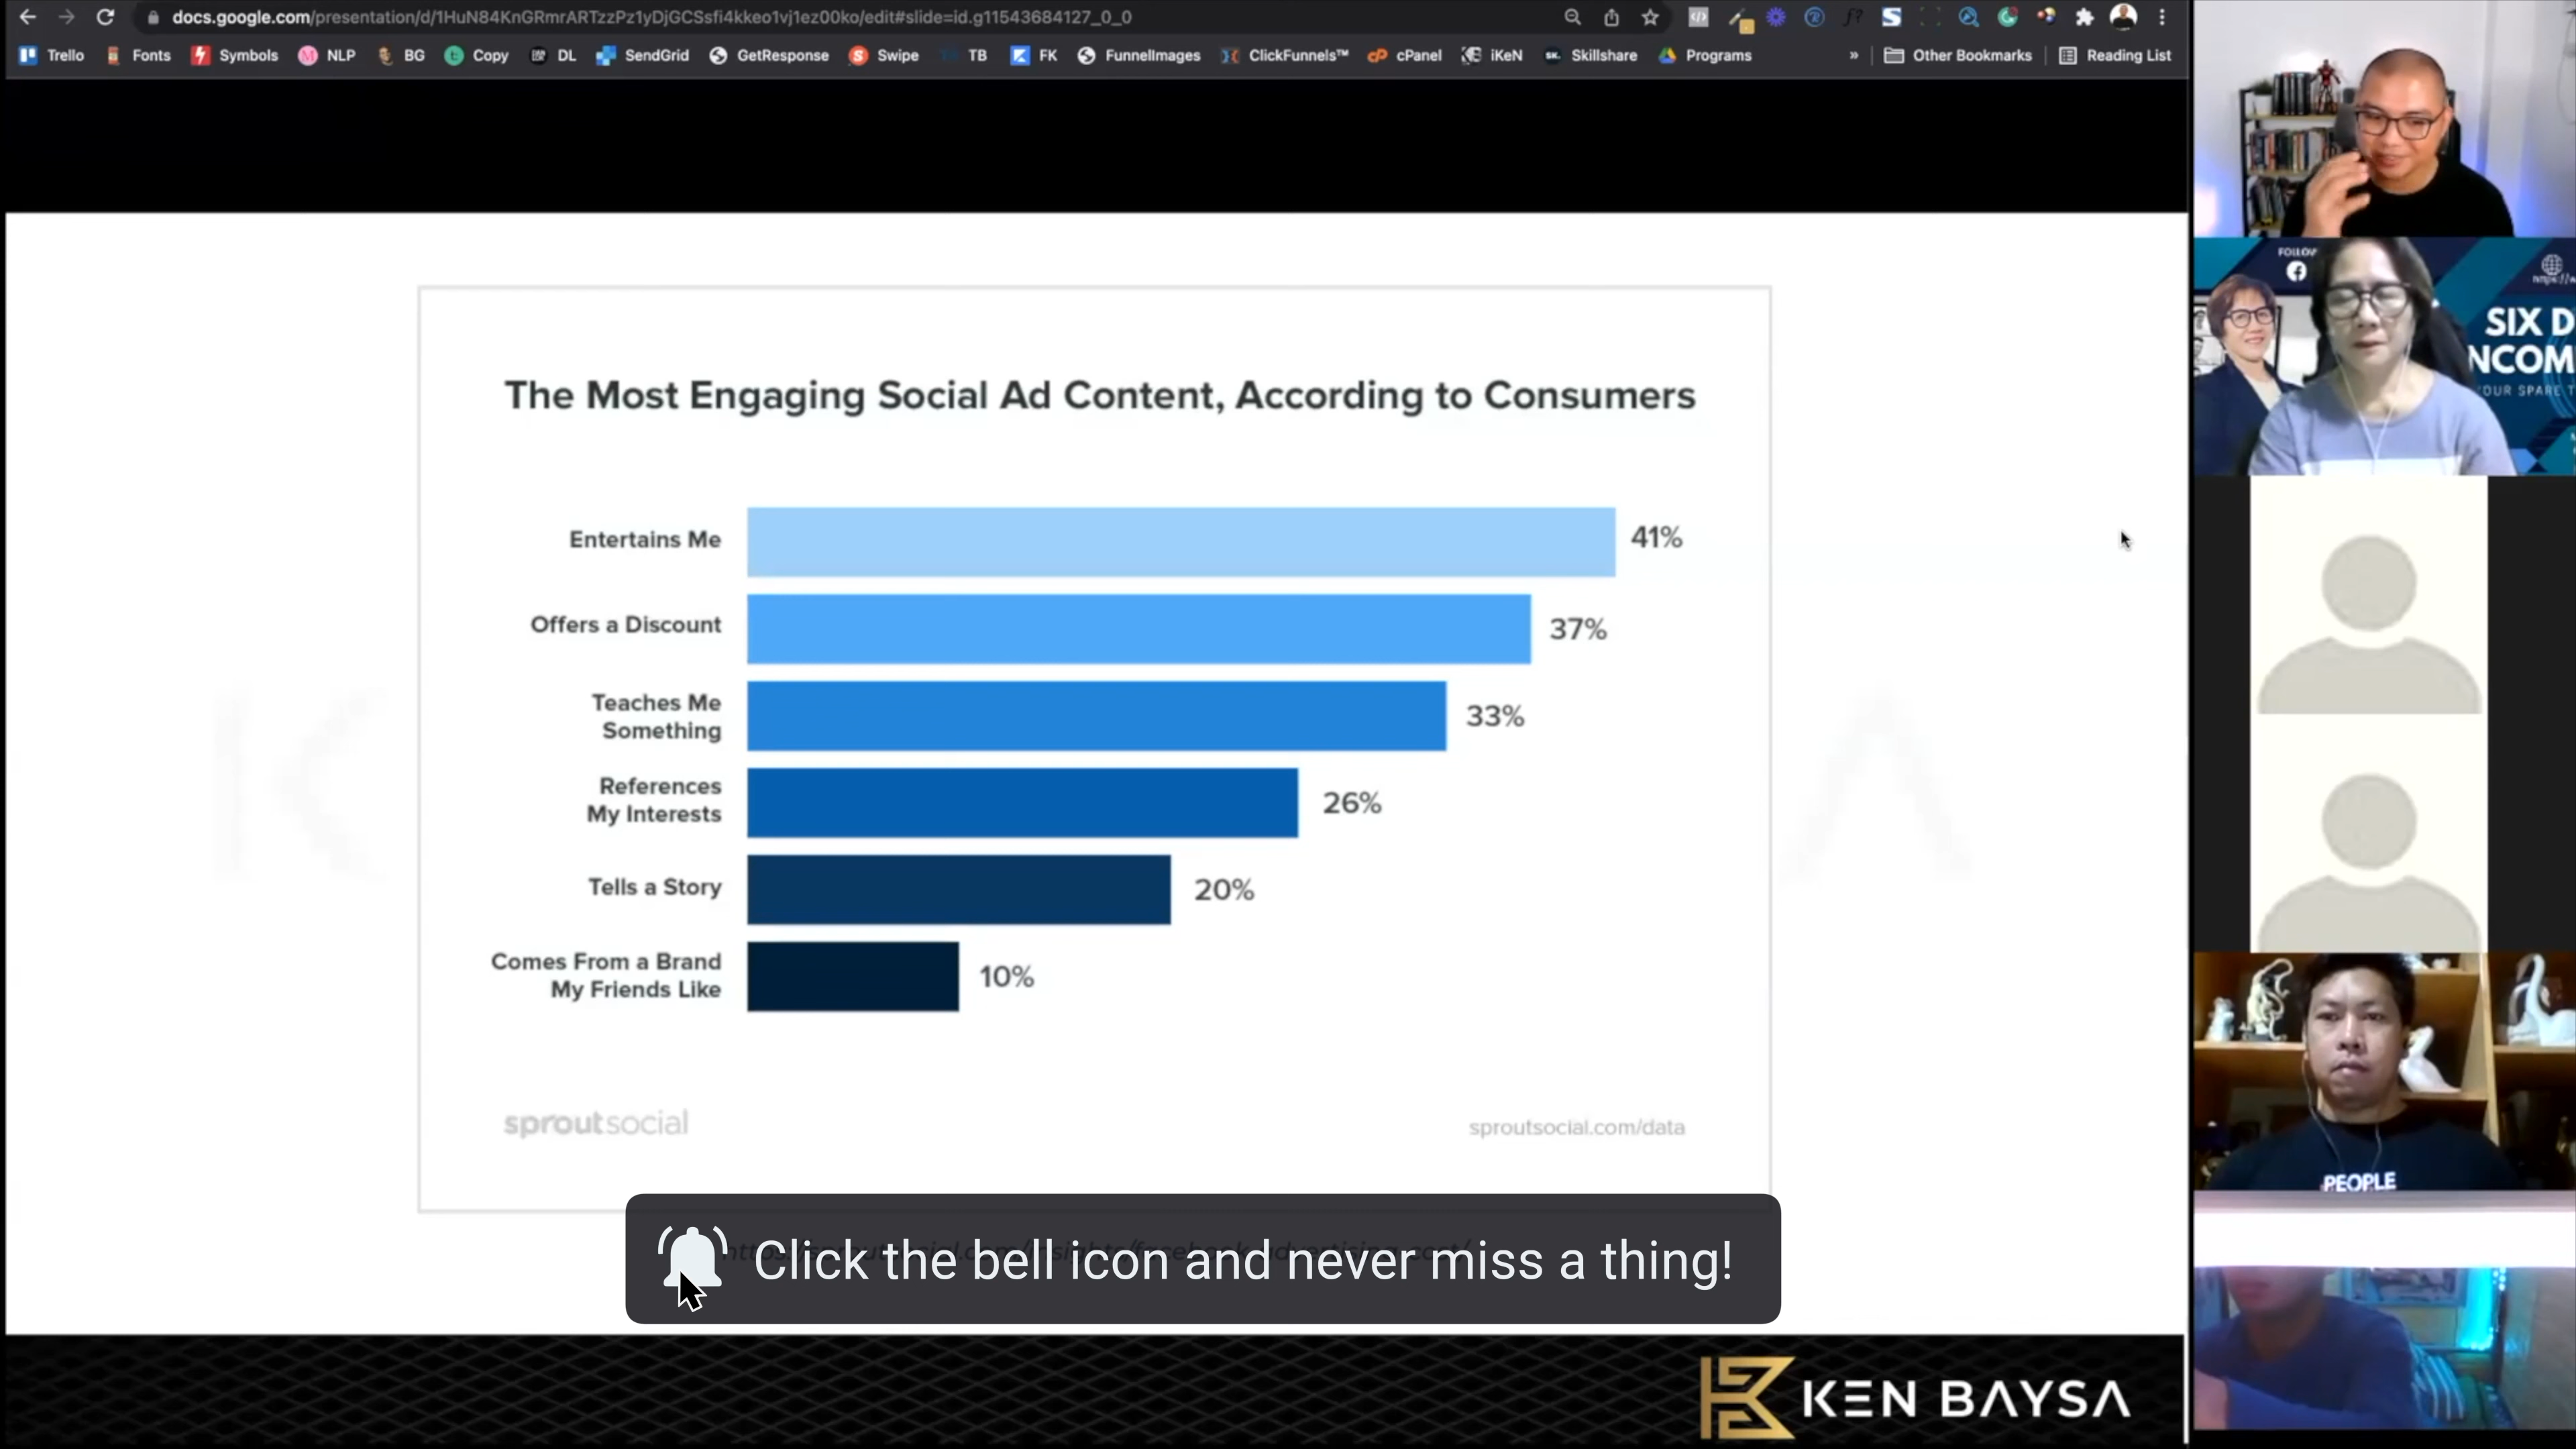 docs.google.com/presentation/d/1HuN84KnGRmrARTzzPz1yDjGCSsfi4kkeo1vj1ez00ko/edit#slide=id.g11543684127_0_0
Trello Fonts Symbols NLP BG Copy DL SendGrid GetResponse Swipe TB FK FunnelImages ClickFunnels™ cPanel iKeN Skillshare Programs » Other Bookmarks Reading List
The Most Engaging Social Ad Content, According to Consumers
Entertains Me 41%
Offers a Discount 37%
Teaches Me
Something 33%
References
My Interests 26%
Tells a Story 20%
Comes From a Brand
My Friends Like 10%
sproutsocial
sproutsocial.com/data
Click the bell icon and never miss a thing!
KEN BAYSA
FOLLOW
SIX D
NCOM
OUR SPARE T
PEOPLE